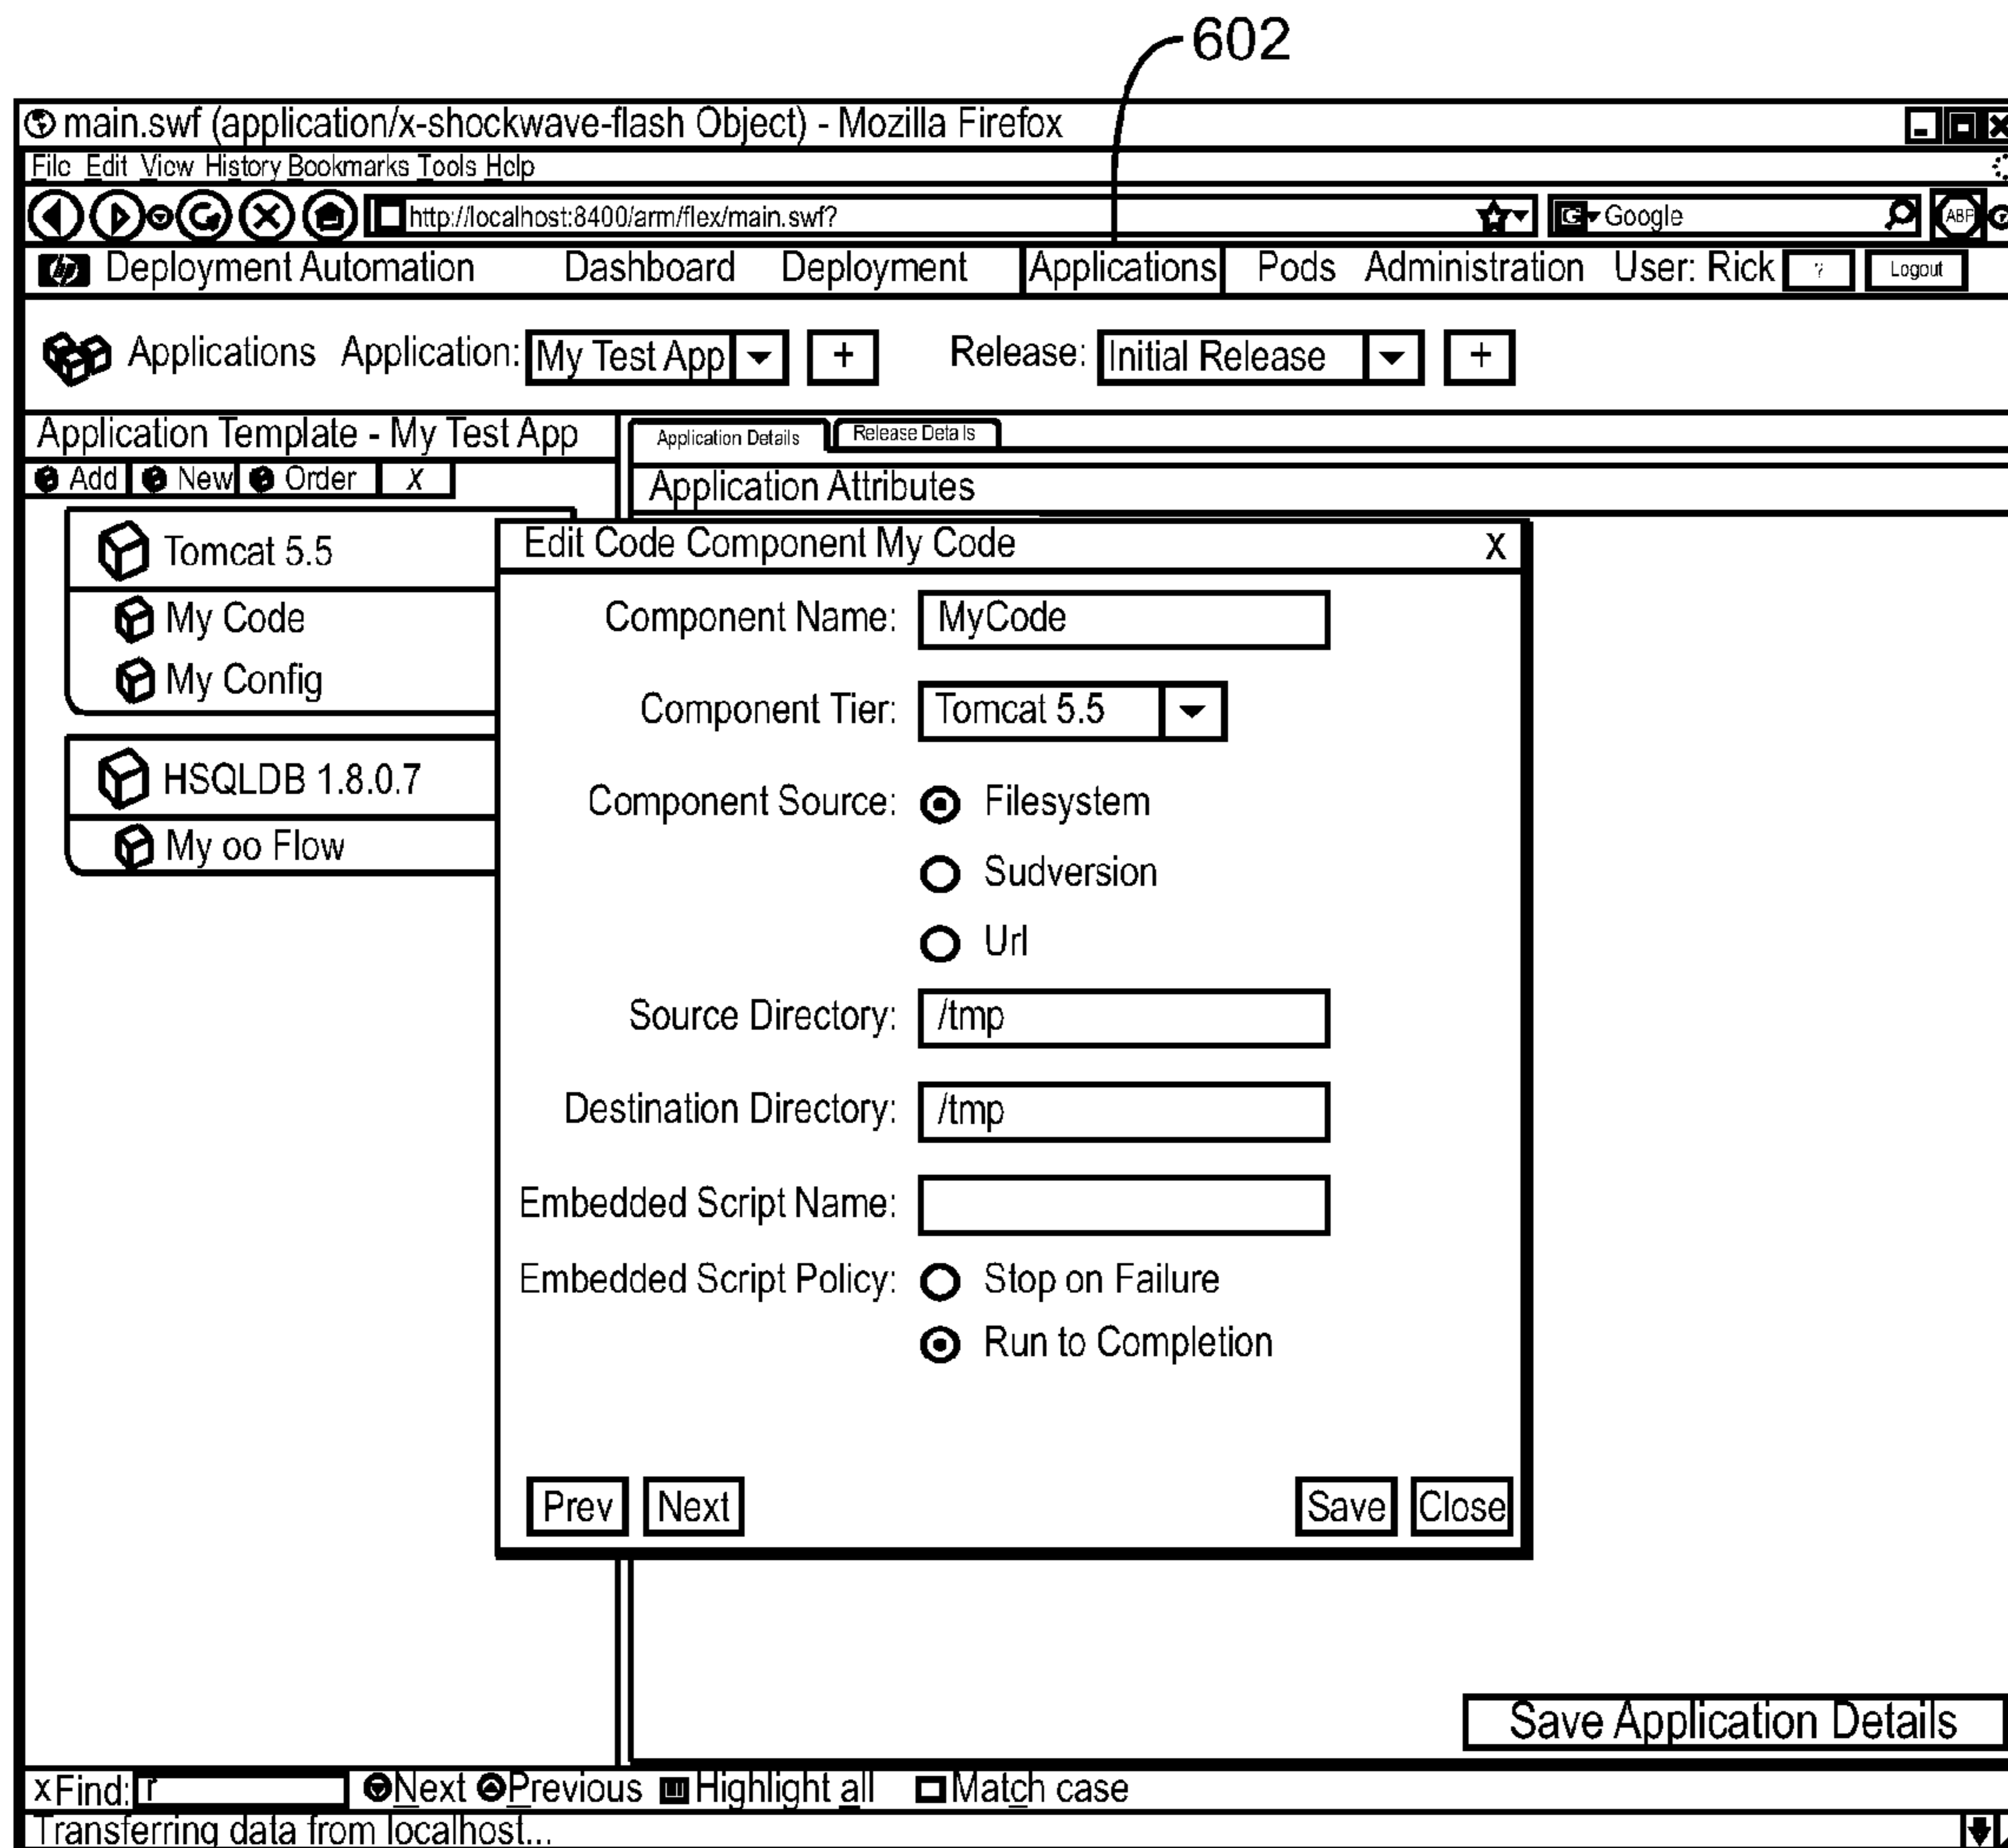 602
main.swf (application/x-shockwave-flash Object) - Mozilla Firefox
File Edit View History Bookmarks Tools Help
http://localhost:8400/arm/flex/main.swf?
G Google
ABP
hp Deployment Automation Dashboard Deployment Applications Pods Administration User: Rick ? Logout
Applications Application: My Test App + Release: Initial Release +
Application Template - My Test App
Application Details Release Details
Add New Order X
Application Attributes
Tomcat 5.5
My Code
My Config
HSQLDB 1.8.0.7
My oo Flow
Edit Code Component My Code X
Component Name: MyCode
Component Tier: Tomcat 5.5
Component Source: Filesystem
Sudversion
Url
Source Directory: /tmp
Destination Directory: /tmp
Embedded Script Name:
Embedded Script Policy: Stop on Failure
Run to Completion
Prev Next Save Close
Save Application Details
x Find: r Next Previous Highlight all Match case
Transferring data from localhost...